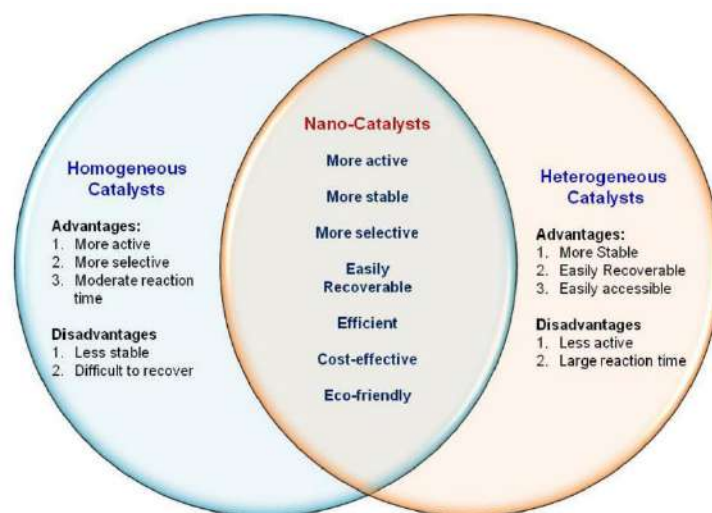 Homogeneous
Catalysts
Advantages:
1. More active
2. More selective
3. Moderate reaction
time
Disadvantages
1. Less stable
2. Difficult to recover
Nano-Catalysts
More active
More stable
More selective
Easily
Recoverable
Efficient
Cost-effective
Eco-friendly
Heterogeneous
Catalysts
Advantages:
1. More Stable
2. Easily Recoverable
3. Easily accessible
Disadvantages
1. Less active
2. Large reaction time